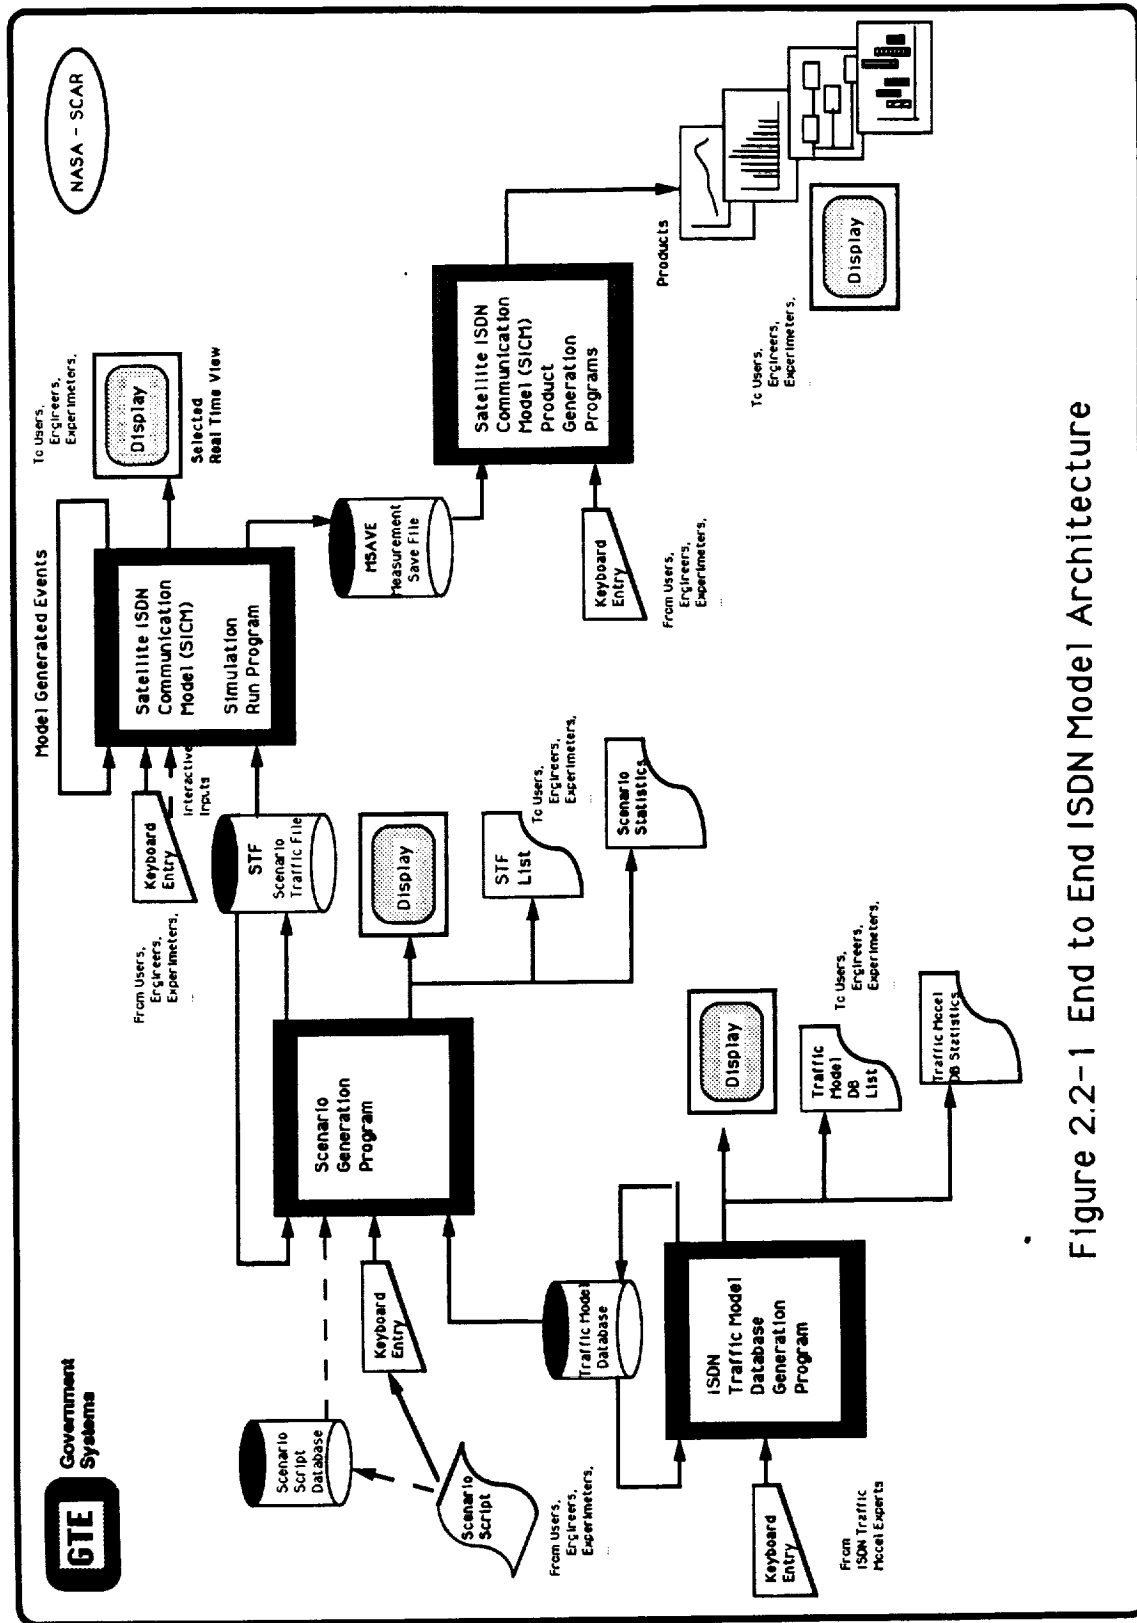 GTE
Government
Systems
NASA - SCAR
Model Generated Events
To Users,
Engineers,
Experimeters,
Display
Selected
Real Time View
Satellite ISDN
Communication
Model (SICM)
Simulation
Run Program
Keyboard
Entry
Interactive
Inputs
From Users,
Engineers,
Experimeters,
STF
Scenario
Traffic File
MSAVE
Measurement
Save File
Satellite ISDN
Communication
Model (SICM)
Product
Generation
Programs
Keyboard
Entry
From Users,
Engineers,
Experimeters,
Products
To Users,
Engineers,
Experimeters,
Display
Scenario
Script
Database
Scenario
Script
From Users,
Engineers,
Experimeters,
Keyboard
Entry
Scenario
Generation
Program
Display
STF
List
To Users,
Engineers,
Experimeters,
Scenario
Statistics
Traffic Model
Database
Keyboard
Entry
From
ISDN Traffic
Model Experts
ISDN
Traffic Model
Database
Generation
Program
Display
Traffic
Model
DB
List
To Users,
Engineers,
Experimeters,
Traffic Model
DB Statistics
Figure 2.2-1 End to End ISDN Model Architecture